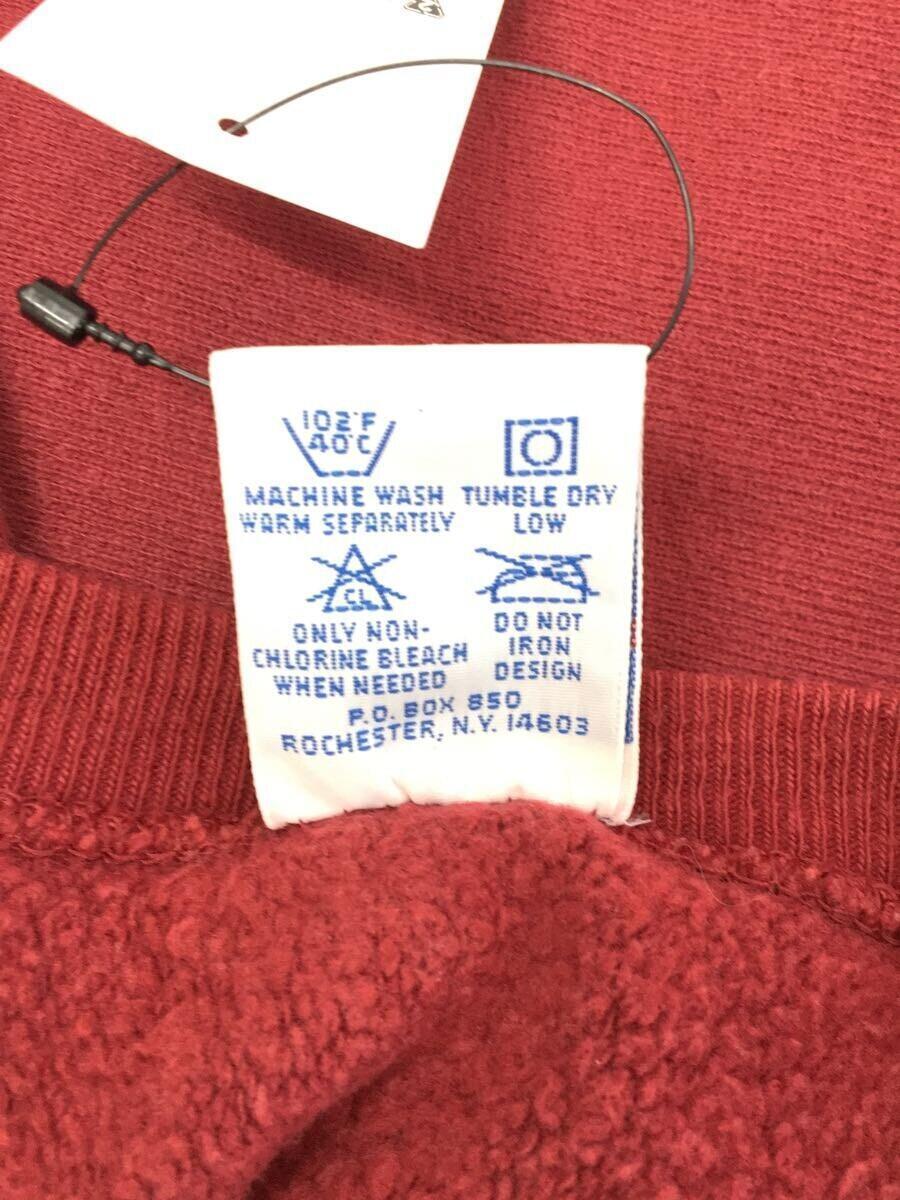 102°F
40°C
MACHINE WASH
WARM SEPARATELY
TUMBLE DRY
LOW
CL
ONLY NON-
CHLORINE BLEACH
WHEN NEEDED
DO NOT
IRON
DESIGN
P.O. BOX 850
ROCHESTER, N.Y. 14603